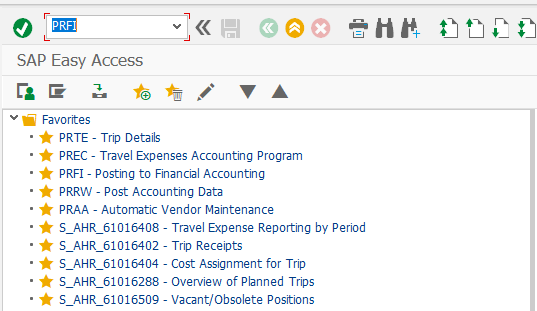 PRFI
SAP Easy Access
Favorites
PRTE - Trip Details
PREC - Travel Expenses Accounting Program
PRFI - Posting to Financial Accounting
PRRW - Post Accounting Data
PRAA - Automatic Vendor Maintenance
S_AHR_61016408 - Travel Expense Reporting by Period
S_AHR_61016402 - Trip Receipts
S_AHR_61016404 - Cost Assignment for Trip
S_AHR_61016288 - Overview of Planned Trips
S_AHR_61016509 - Vacant/Obsolete Positions